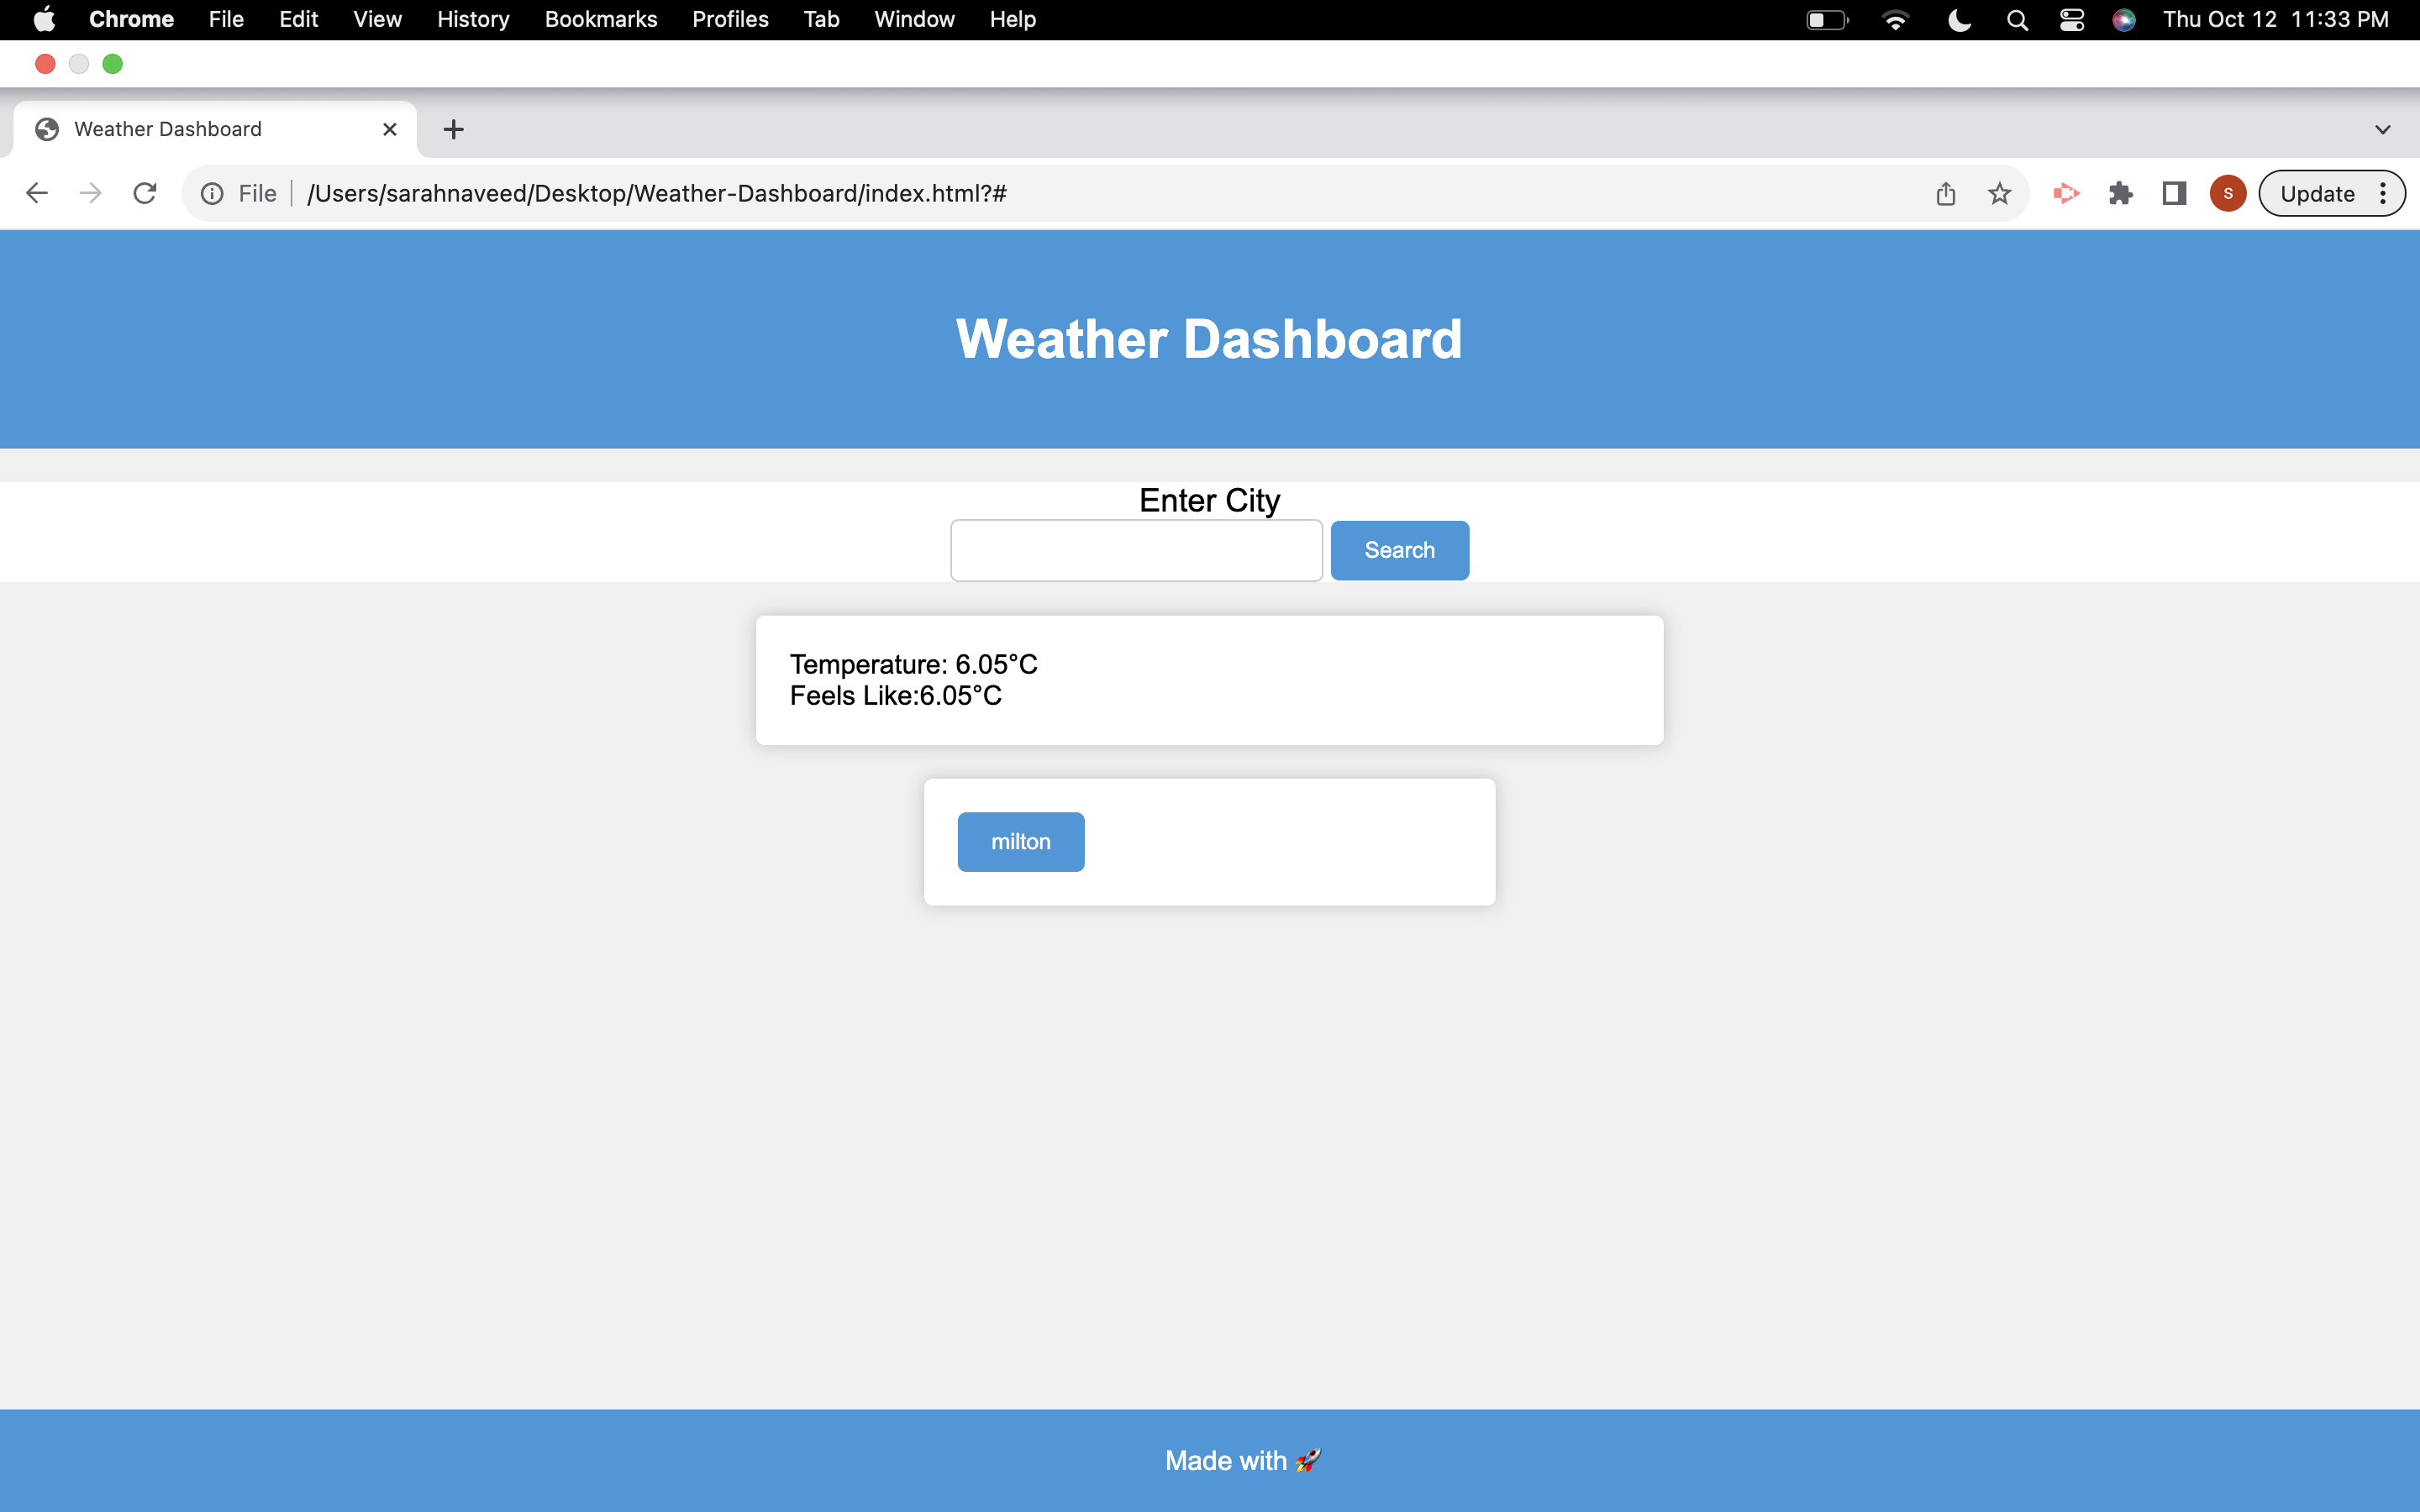 Chrome File Edit View History Bookmarks Profiles Tab Window Help Thu Oct 12 11:33 PM
Weather Dashboard
File /Users/sarahnaveed/Desktop/Weather-Dashboard/index.html?# S Update
Weather Dashboard
Enter City
Search
Temperature: 6.05°C
Feels Like:6.05°C
milton
Made with 🚀